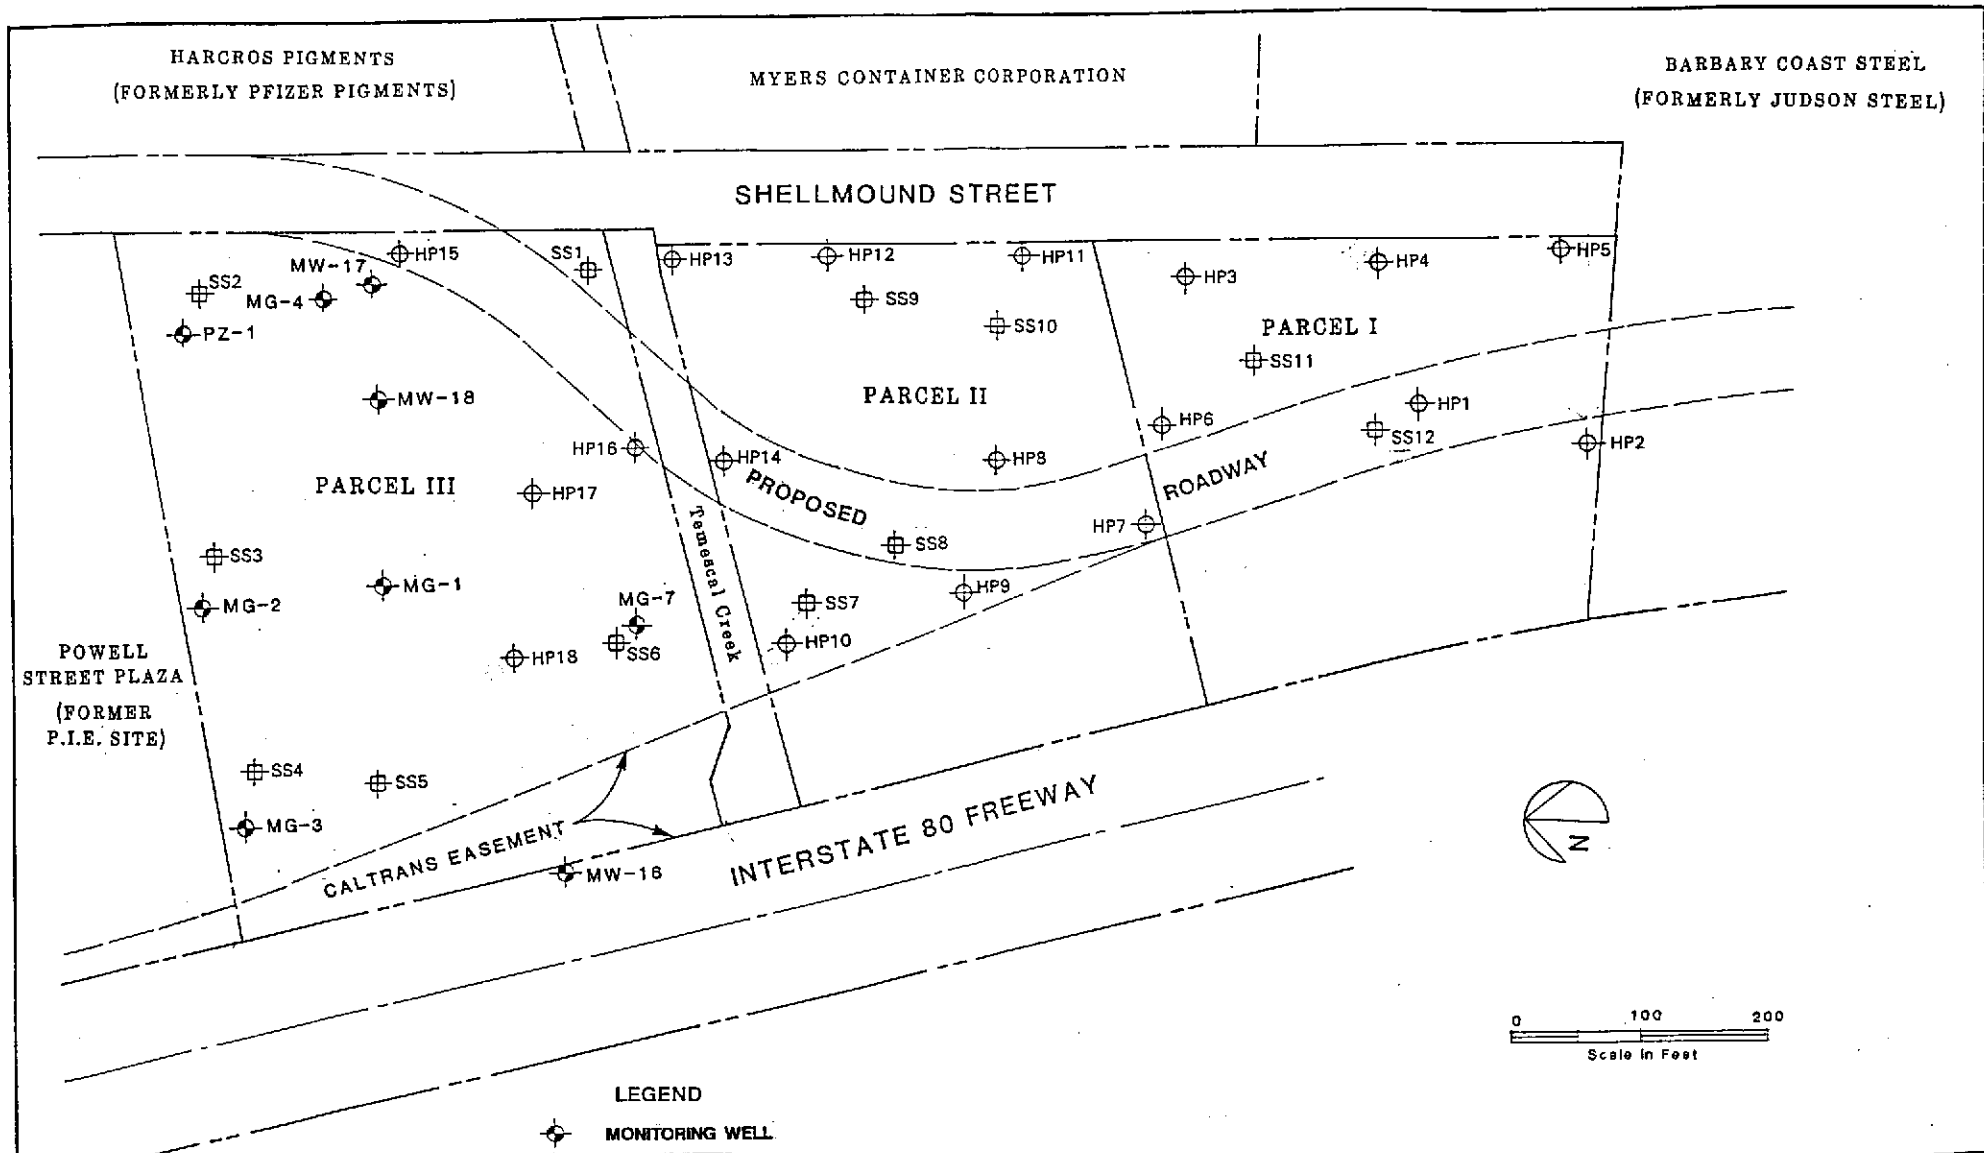 HARCROS PIGMENTS
(FORMERLY PFIZER PIGMENTS)
MYERS CONTAINER CORPORATION
BARBARY COAST STEEL
(FORMERLY JUDSON STEEL)
SHELLMOUND STREET
SS1
HP15
MW-17
SS2
MG-4
PZ-1
HP13
HP12
HP11
HP3
HP4
HP5
SS9
SS10
PARCEL I
SS11
MW-18
PARCEL II
HP6
HP1
SS12
HP2
HP16
HP14
HP8
PARCEL III
HP17
PROPOSED
ROADWAY
HP7
Temescal Creek
SS8
SS3
MG-1
MG-2
HP9
MG-7
SS7
HP10
SS6
HP18
POWELL
STREET PLAZA
(FORMER
P.I.E. SITE)
SS4
SS5
MG-3
CALTRANS EASEMENT
MW-16
INTERSTATE 80 FREEWAY
N
0 100 200
Scale in Feet
LEGEND
MONITORING WELL